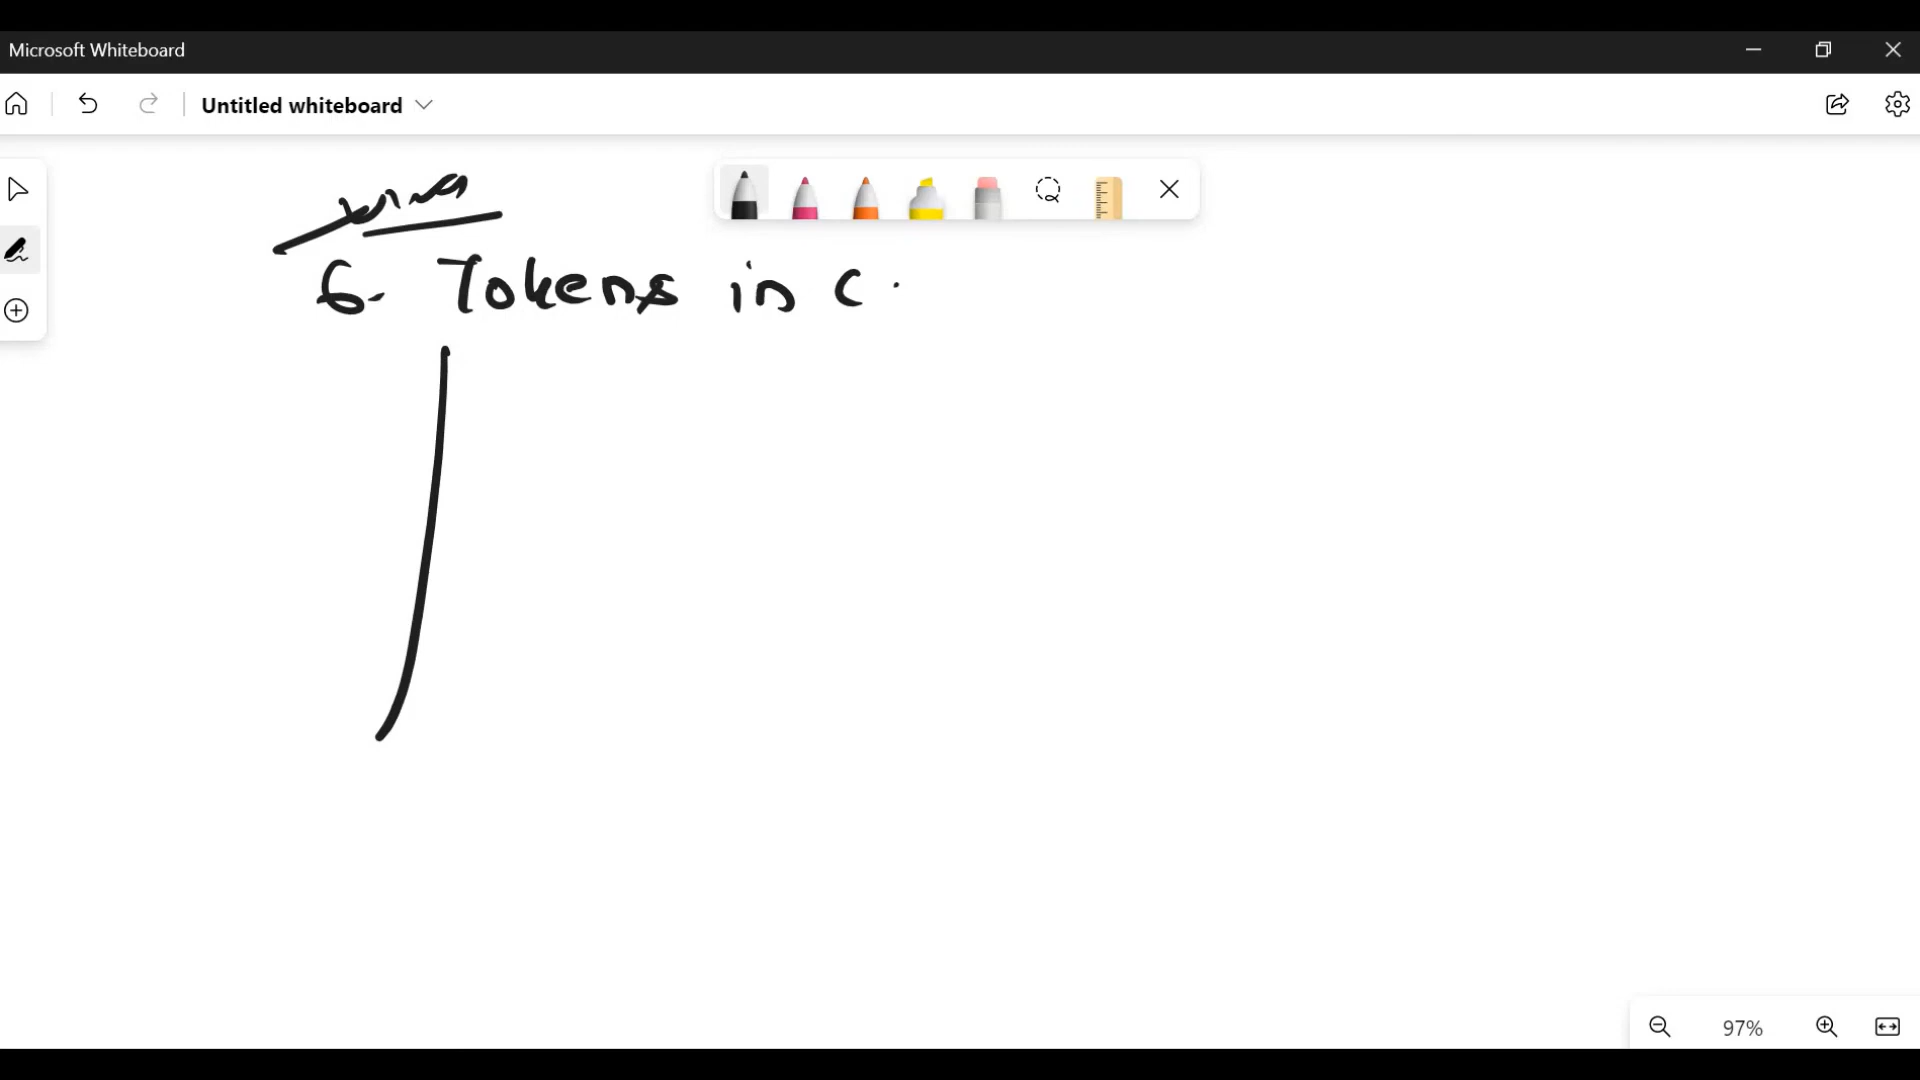 Microsoft Whiteboard
Untitled whiteboard
6. Tokens in C .
97%